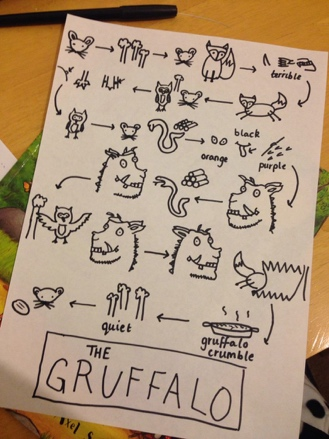 terrible
black
orange
purple
quiet
gruffalo
crumble
THE
GRUFFALO